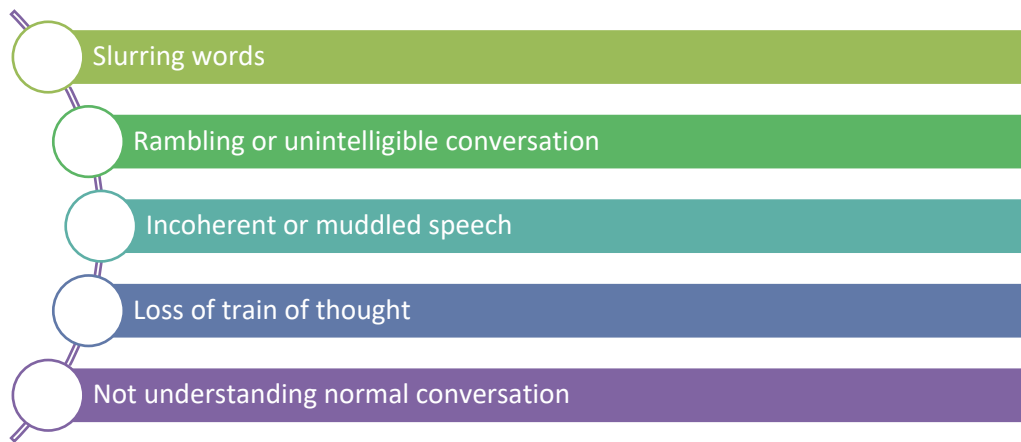 Slurring words
Rambling or unintelligible conversation
Incoherent or muddled speech
Loss of train of thought
Not understanding normal conversation